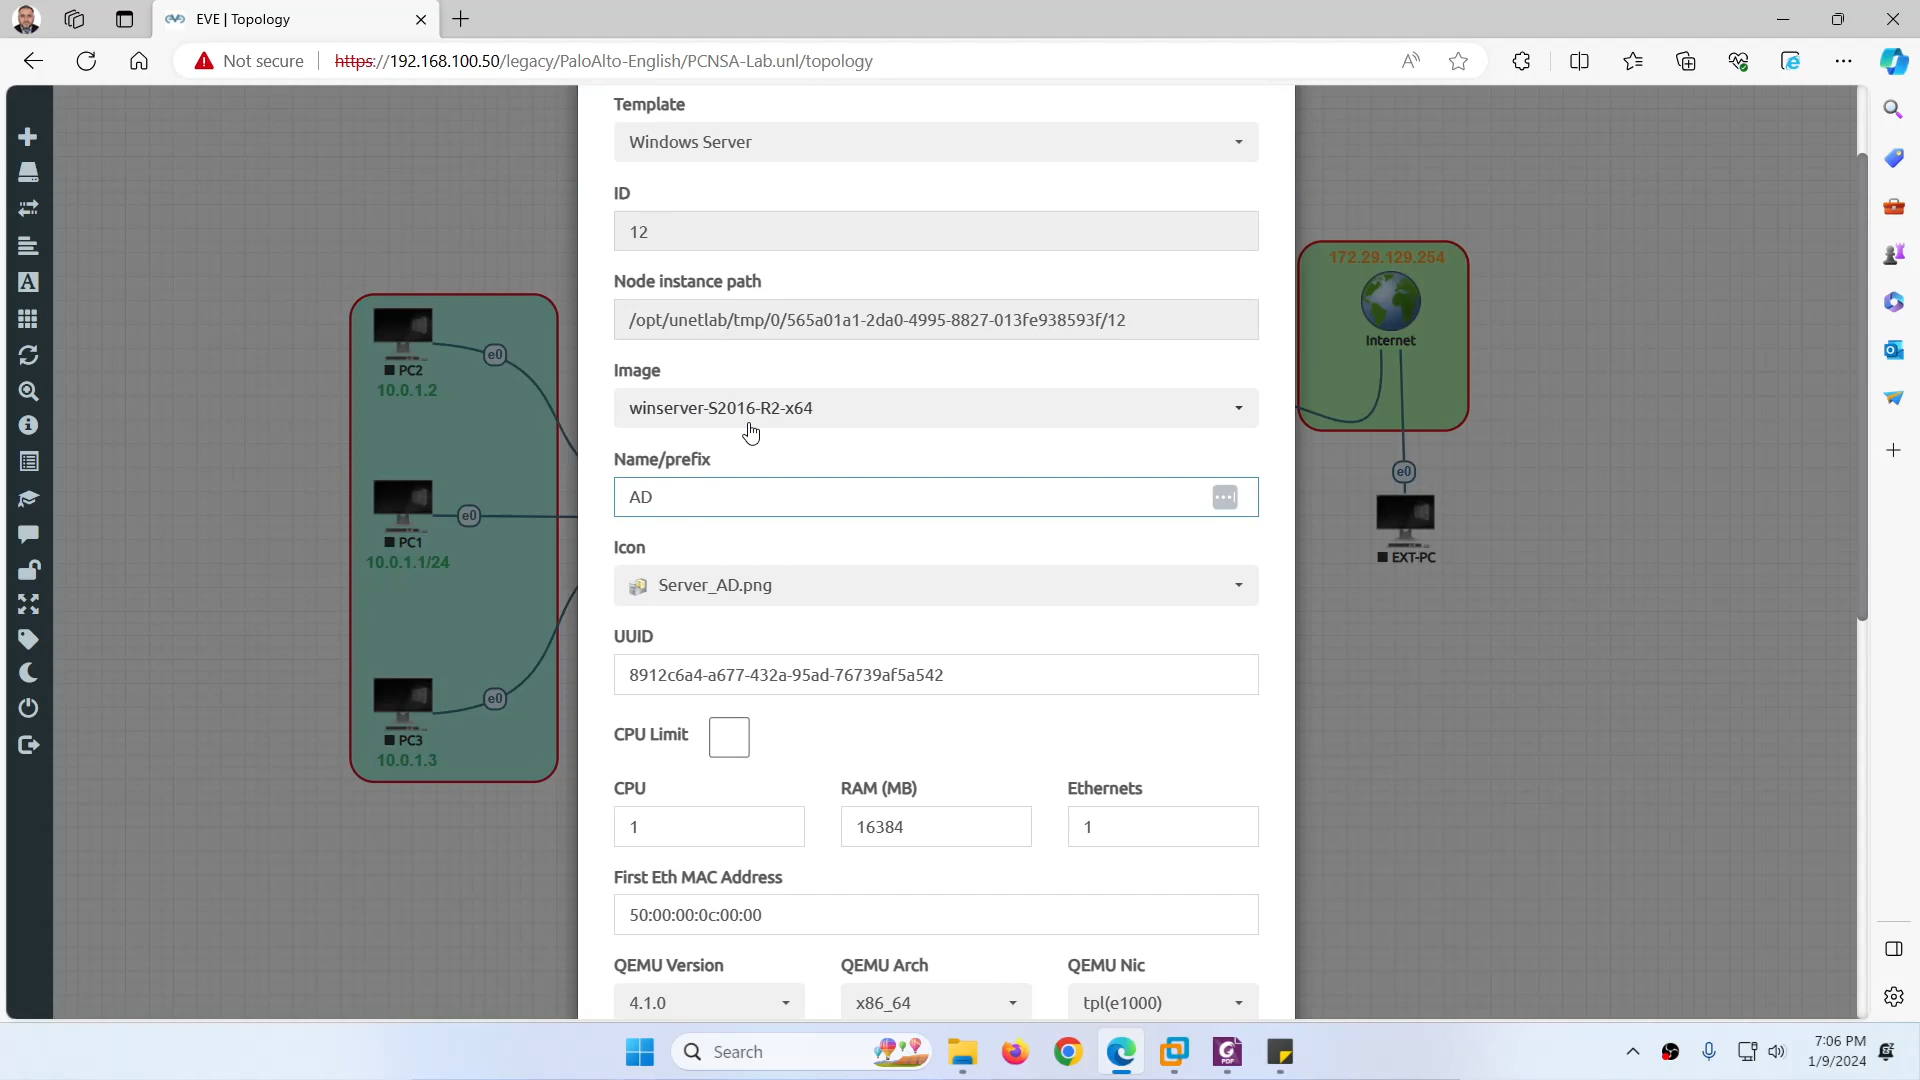 EVE | Topology
Not secure
https://192.168.100.50/legacy/PaloAlto-English/PCNSA-Lab.unl/topology
Template
Windows Server
ID
12
Node instance path
/opt/unetlab/tmp/0/565a01a1-2da0-4995-8827-013fe938593f/12
Image
winserver-S2016-R2-x64
Name/prefix
AD
Icon
Server_AD.png
UUID
8912c6a4-a677-432a-95ad-76739af5a542
CPU Limit
CPU RAM (MB) Ethernets
1 16384 1
First Eth MAC Address
50:00:00:0c:00:00
QEMU Version QEMU Arch QEMU Nic
4.1.0 x86_64 tpl(e1000)
PC2
10.0.1.2
e0
PC1
10.0.1.1/24
e0
PC3
10.0.1.3
e0
172.29.129.254
Internet
e0
EXT-PC
Search
7:06 PM
1/9/2024